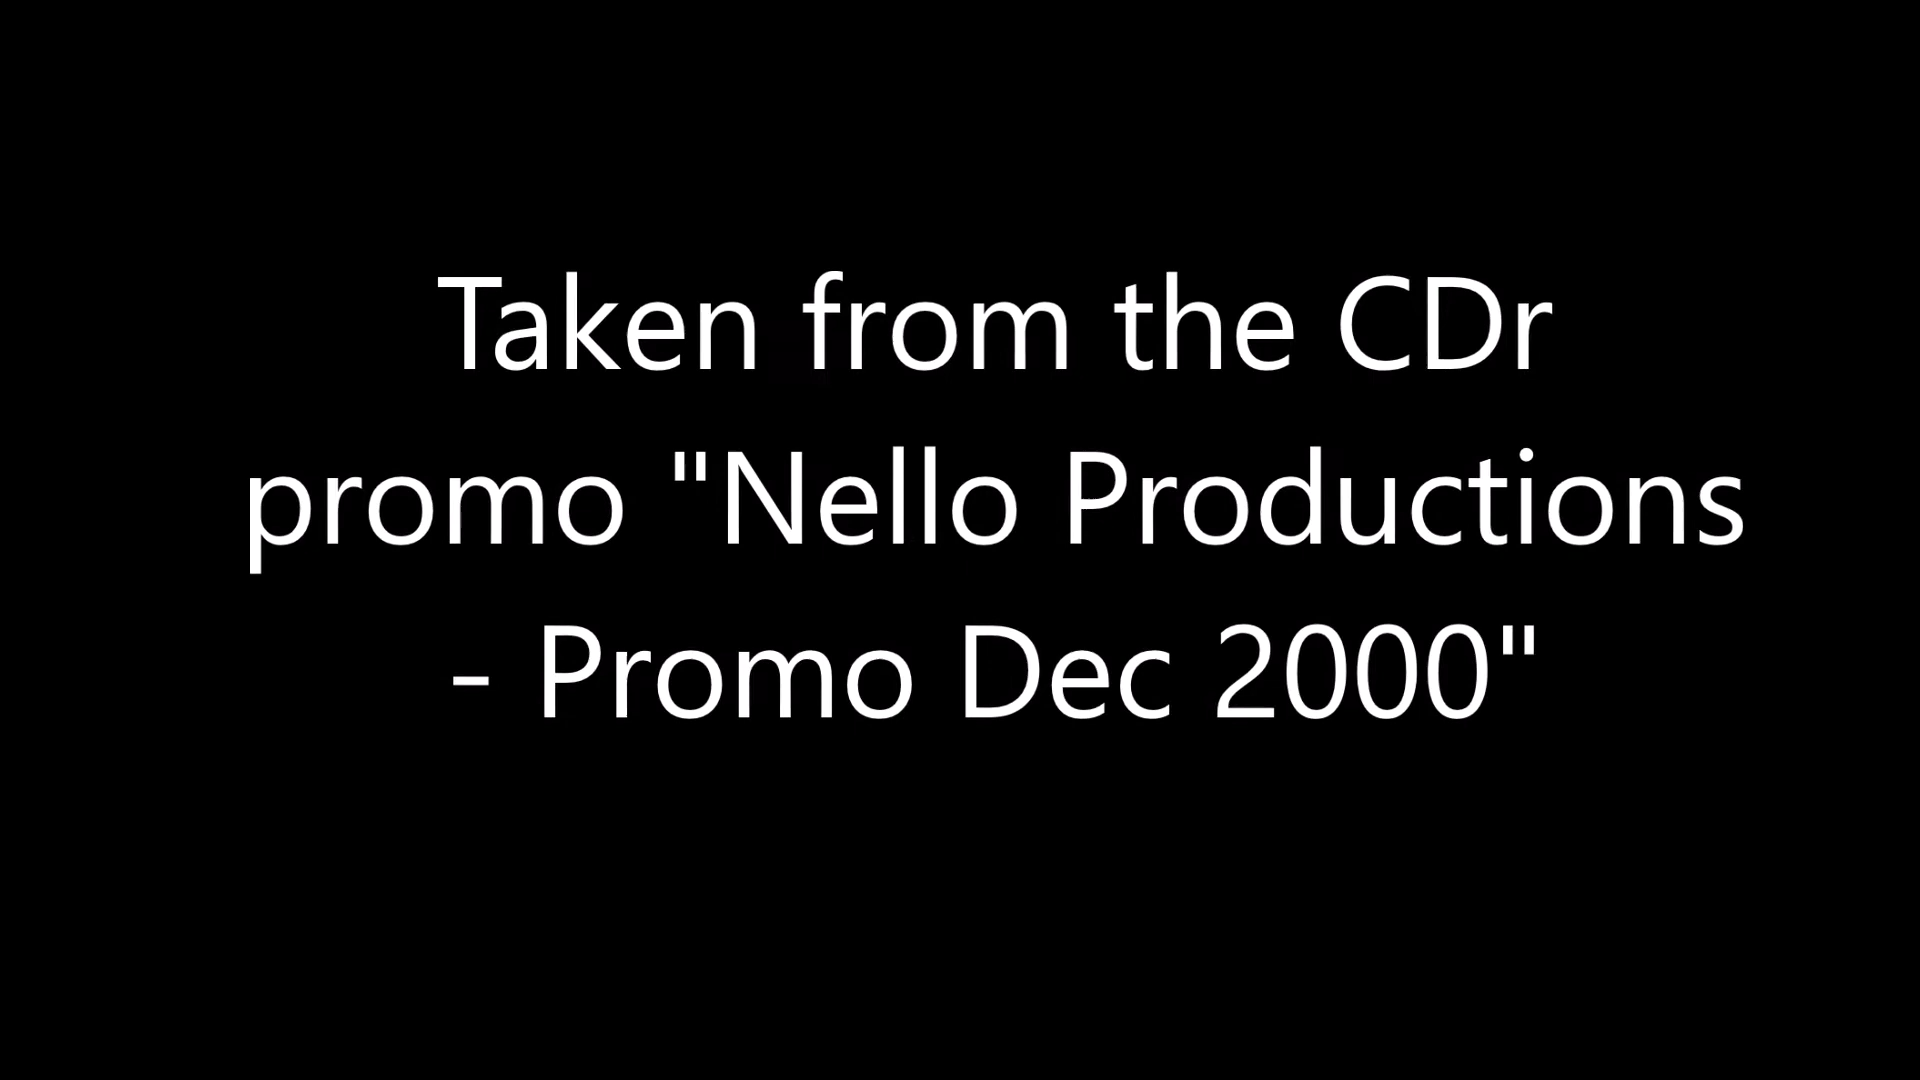 Taken from the CDr
promo "Nello Productions
- Promo Dec 2000"